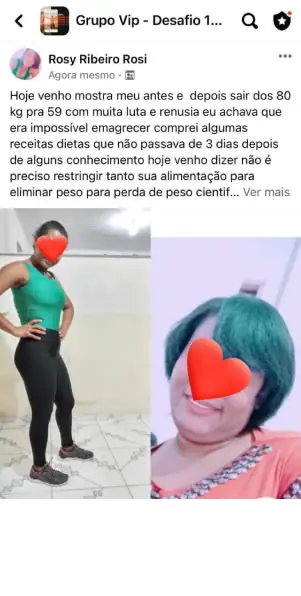 Grupo Vip - Desafio 1...
Rosy Ribeiro Rosi
Agora mesmo
Hoje venho mostra meu antes e depois sair dos 80
kg pra 59 com muita luta e renusia eu achava que
era impossível emagrecer comprei algumas
receitas dietas que não passava de 3 dias depois
de alguns conhecimento hoje venho dizer não é
preciso restringir tanto sua alimentação para
eliminar peso para perda de peso cientif... Ver mais